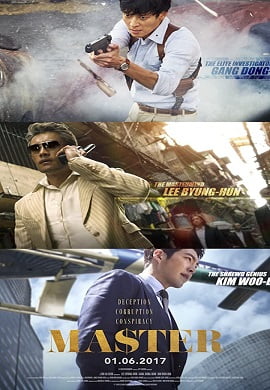 THE ELITE INVESTIGATOR
GANG DONG
THE MASTERMIND
LEE BYUNG-HUN
THE SHREWD GENIUS
KIM WOO-B
DECEPTION
CORRUPTION
CONSPIRACY
MASTER
01.06.2017